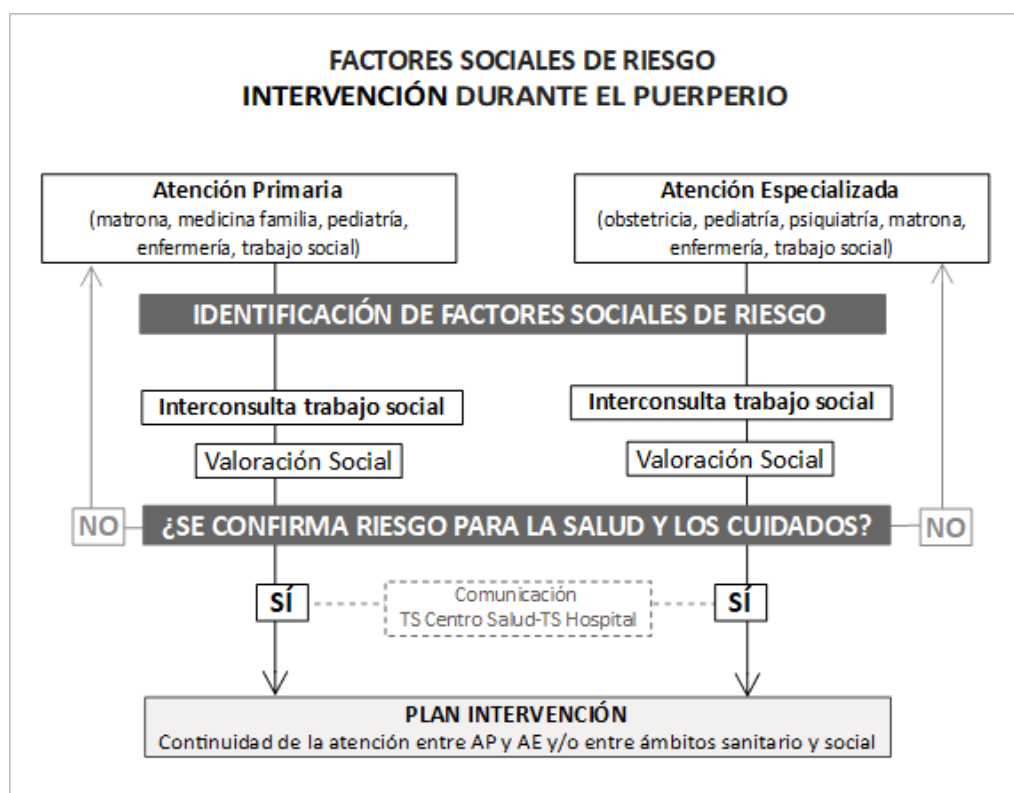 FACTORES SOCIALES DE RIESGO
INTERVENCIÓN DURANTE EL PUERPERIO
Atención Primaria
(matrona, medicina familia, pediatría,
enfermería, trabajo social)
Atención Especializada
(obstetricia, pediatría, psiquiatría, matrona,
enfermería, trabajo social)
IDENTIFICACIÓN DE FACTORES SOCIALES DE RIESGO
Interconsulta trabajo social
Interconsulta trabajo social
Valoración Social
Valoración Social
NO
¿SE CONFIRMA RIESGO PARA LA SALUD Y LOS CUIDADOS?
NO
SÍ
Comunicación
TS Centro Salud-TS Hospital
SÍ
PLAN INTERVENCIÓN
Continuidad de la atención entre AP y AE y/o entre ámbitos sanitario y social